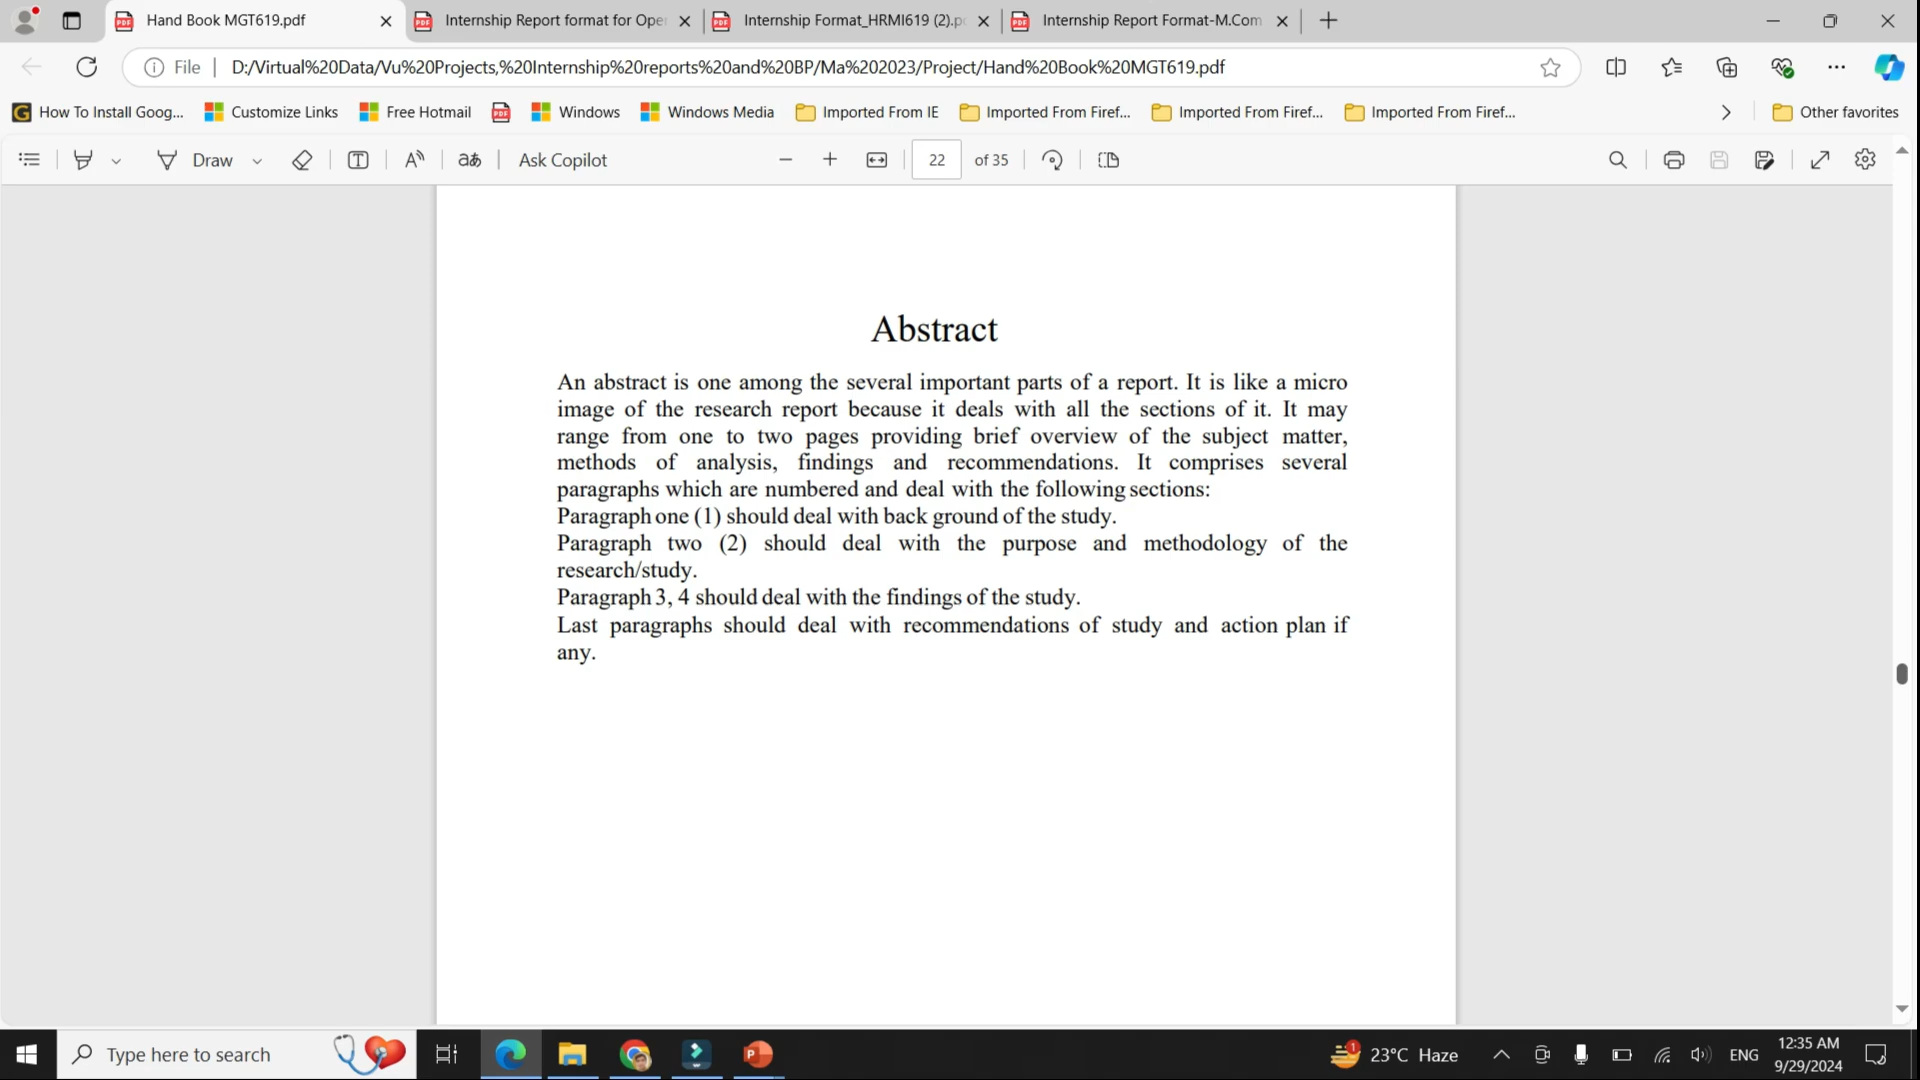 Hand Book MGT619.pdf
Internship Report format for Ope
Internship Format_HRMI619 (2).p
Internship Report Format-M.Com
File
D:/Virtual%20Data/Vu%20Projects,%20Internship%20reports%20and%20BP/Ma%202023/Project/Hand%20Book%20MGT619.pdf
How To Install Goog...
Customize Links
Free Hotmail
Windows
Windows Media
Imported From IE
Imported From Firef...
Imported From Firef...
Imported From Firef...
Other favorites
Draw
Ask Copilot
22
of 35
Abstract
An abstract is one among the several important parts of a report. It is like a micro
image of the research report because it deals with all the sections of it. It may
range from one to two pages providing brief overview of the subject matter,
methods of analysis, findings and recommendations. It comprises several
paragraphs which are numbered and deal with the following sections:
Paragraph one (1) should deal with back ground of the study.
Paragraph two (2) should deal with the purpose and methodology of the
research/study.
Paragraph 3, 4 should deal with the findings of the study.
Last paragraphs should deal with recommendations of study and action plan if
any.
Type here to search
1
23°C Haze
ENG
12:35 AM
9/29/2024